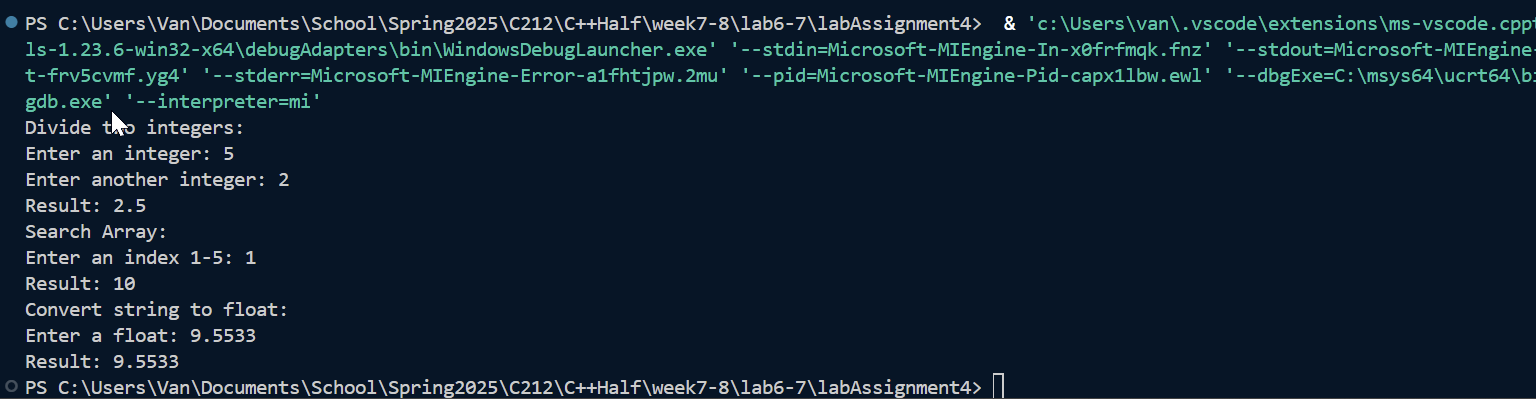 PS C:\Users\Van\Documents\School\Spring2025\C212\C++Half\week7-8\lab6-7\labAssignment4>  & 'c:\Users\van\.vscode\extensions\ms-vscode.cppt
ls-1.23.6-win32-x64\debugAdapters\bin\WindowsDebugLauncher.exe' '--stdin=Microsoft-MIEngine-In-x0frfmqk.fnz' '--stdout=Microsoft-MIEngine-
t-frv5cvmf.yg4' '--stderr=Microsoft-MIEngine-Error-a1fhtjpw.2mu' '--pid=Microsoft-MIEngine-Pid-capx1lbw.ewl' '--dbgExe=C:\msys64\ucrt64\bi
gdb.exe' '--interpreter=mi'
Divide two integers:
Enter an integer: 5
Enter another integer: 2
Result: 2.5
Search Array:
Enter an index 1-5: 1
Result: 10
Convert string to float:
Enter a float: 9.5533
Result: 9.5533
PS C:\Users\Van\Documents\School\Spring2025\C212\C++Half\week7-8\lab6-7\labAssignment4>